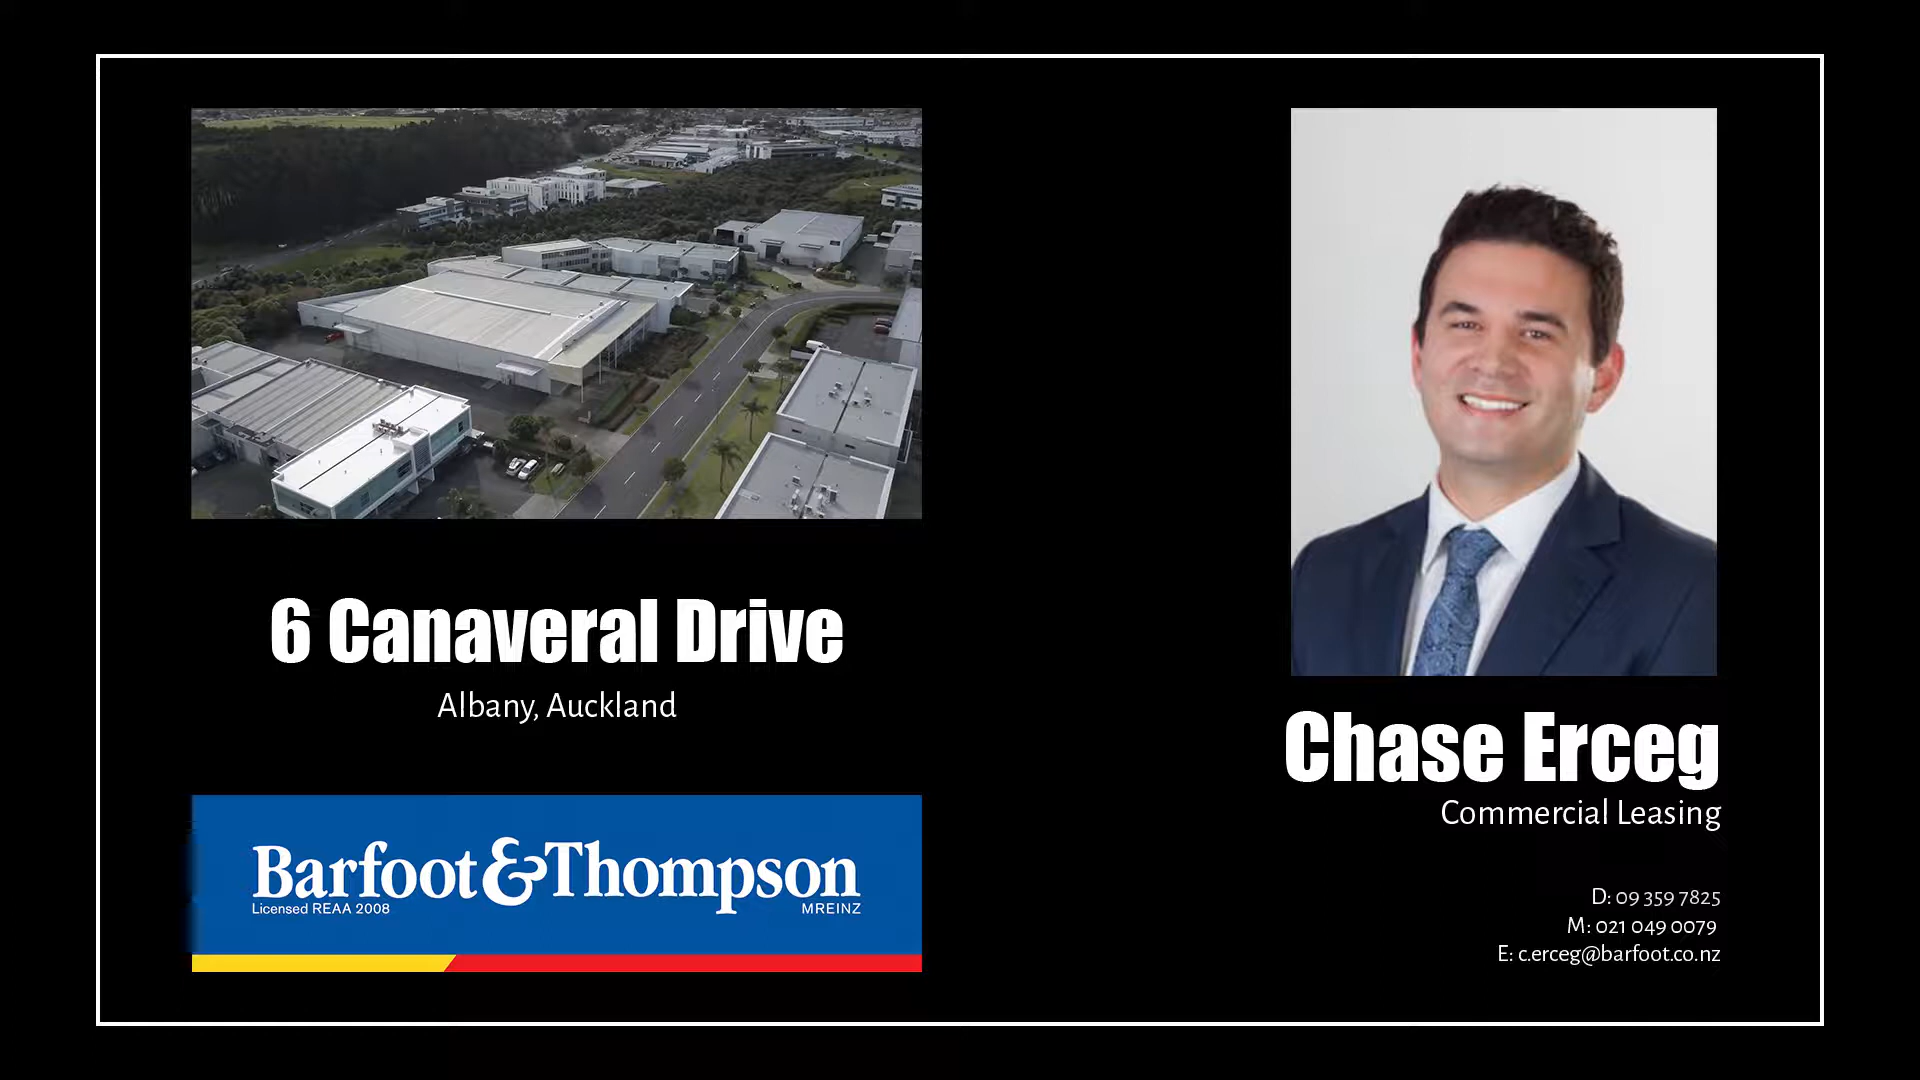 6 Canaveral Drive
Albany, Auckland
Barfoot & Thompson
Licensed REAA 2008
MREINZ
Chase Erceg
Commercial Leasing
D: 09 359 7825
M: 021 049 0079
E: c.erceg@barfoot.co.nz